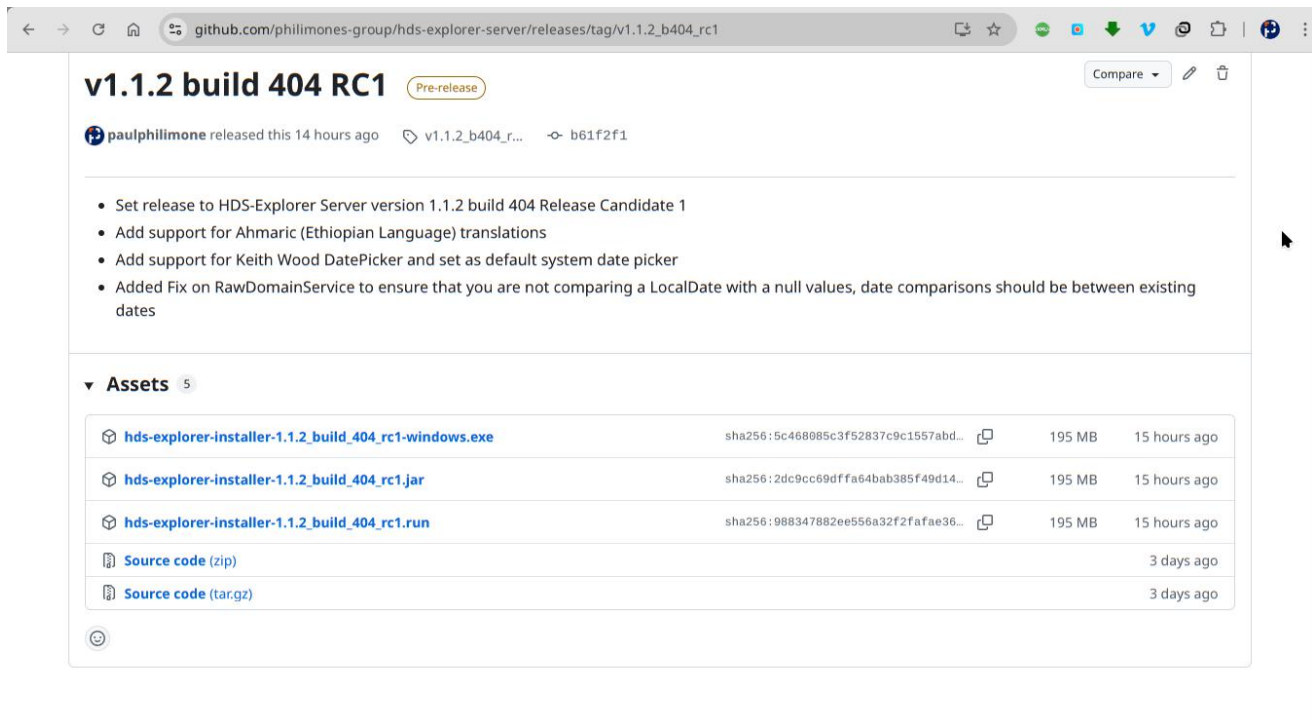 github.com/philimones-group/hds-explorer-server/releases/tag/v1.1.2_b404_rc1
v1.1.2 build 404 RC1 Pre-release Compare
paulphilimone released this 14 hours ago v1.1.2_b404_r... b61f2f1
Set release to HDS-Explorer Server version 1.1.2 build 404 Release Candidate 1
Add support for Ahmaric (Ethiopian Language) translations
Add support for Keith Wood DatePicker and set as default system date picker
Added Fix on RawDomainService to ensure that you are not comparing a LocalDate with a null values, date comparisons should be between existing
dates
Assets 5
hds-explorer-installer-1.1.2_build_404_rc1-windows.exe sha256:5c468085c3f52837c9c1557abd… 195 MB 15 hours ago
hds-explorer-installer-1.1.2_build_404_rc1.jar sha256:2dc9cc69dffa64bab385f49d14… 195 MB 15 hours ago
hds-explorer-installer-1.1.2_build_404_rc1.run sha256:988347882ee556a32f2fafae36… 195 MB 15 hours ago
Source code (zip) 3 days ago
Source code (tar.gz) 3 days ago